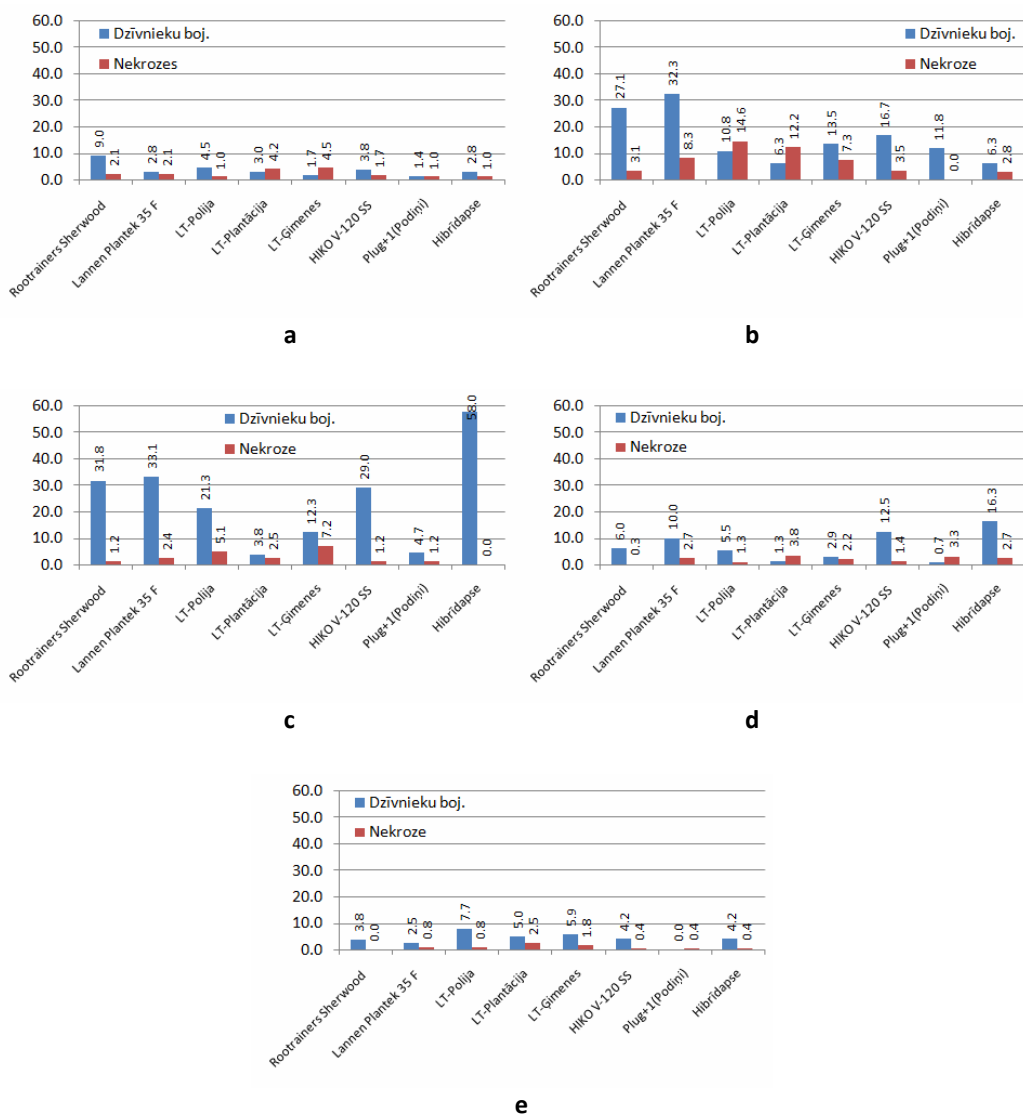 60.0
50.0
40.0
30.0
20.0
10.0
0.0
Dzīvnieku boj.
Nekrozes
9.0 2.1 2.8 2.1 4.5 1.0 3.0 4.2 1.7 4.5 3.8 1.7 1.4 1.0 2.8 1.0
Rootrainers Sherwood
Lannen Plantek 35 F
LT-Polija
LT-Plantācija
LT-Ģimenes
HIKO V-120 SS
Plug+1(Podiņi)
Hibrīdapse
a
60.0
50.0
40.0
30.0
20.0
10.0
0.0
Dzīvnieku boj.
Nekroze
27.1 3.1 32.3 8.3 10.8 14.6 6.3 12.2 13.5 7.3 16.7 3.5 11.8 0.0 6.3 2.8
Rootrainers Sherwood
Lannen Plantek 35 F
LT-Polija
LT-Plantācija
LT-Ģimenes
HIKO V-120 SS
Plug+1(Podiņi)
Hibrīdapse
b
60.0
50.0
40.0
30.0
20.0
10.0
0.0
Dzīvnieku boj.
Nekroze
31.8 1.2 33.1 2.4 21.3 5.1 3.8 2.5 12.3 7.2 29.0 1.2 4.7 1.2 58.0 0.0
Rootrainers Sherwood
Lannen Plantek 35 F
LT-Polija
LT-Plantācija
LT-Ģimenes
HIKO V-120 SS
Plug+1(Podiņi)
Hibrīdapse
c
60.0
50.0
40.0
30.0
20.0
10.0
0.0
Dzīvnieku boj.
Nekroze
6.0 0.3 10.0 2.7 5.5 1.3 1.3 3.8 2.9 2.2 12.5 1.4 0.7 3.3 16.3 2.7
Rootrainers Sherwood
Lannen Plantek 35 F
LT-Polija
LT-Plantācija
LT-Ģimenes
HIKO V-120 SS
Plug+1(Podiņi)
Hibrīdapse
d
60.0
50.0
40.0
30.0
20.0
10.0
0.0
Dzīvnieku boj.
Nekroze
3.8 0.0 2.5 0.8 7.7 0.8 5.0 2.5 5.9 1.8 4.2 0.4 0.0 0.4 4.2 0.4
Rootrainers Sherwood
Lannen Plantek 35 F
LT-Polija
LT-Plantācija
LT-Ģimenes
HIKO V-120 SS
Plug+1(Podiņi)
Hibrīdapse
e